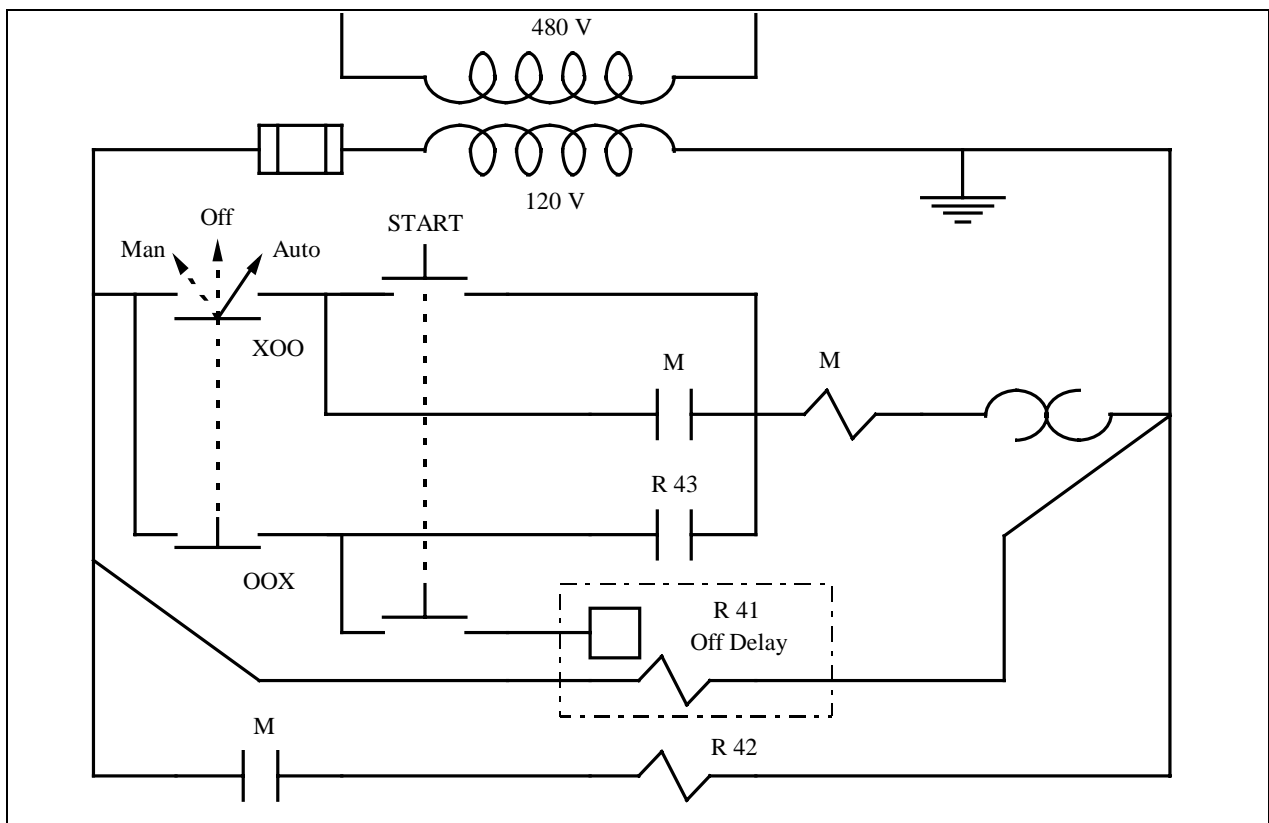 480 V
120 V
Off
START
Man
Auto
XOO
M
M
R 43
OOX
R 41
Off Delay
M
R 42